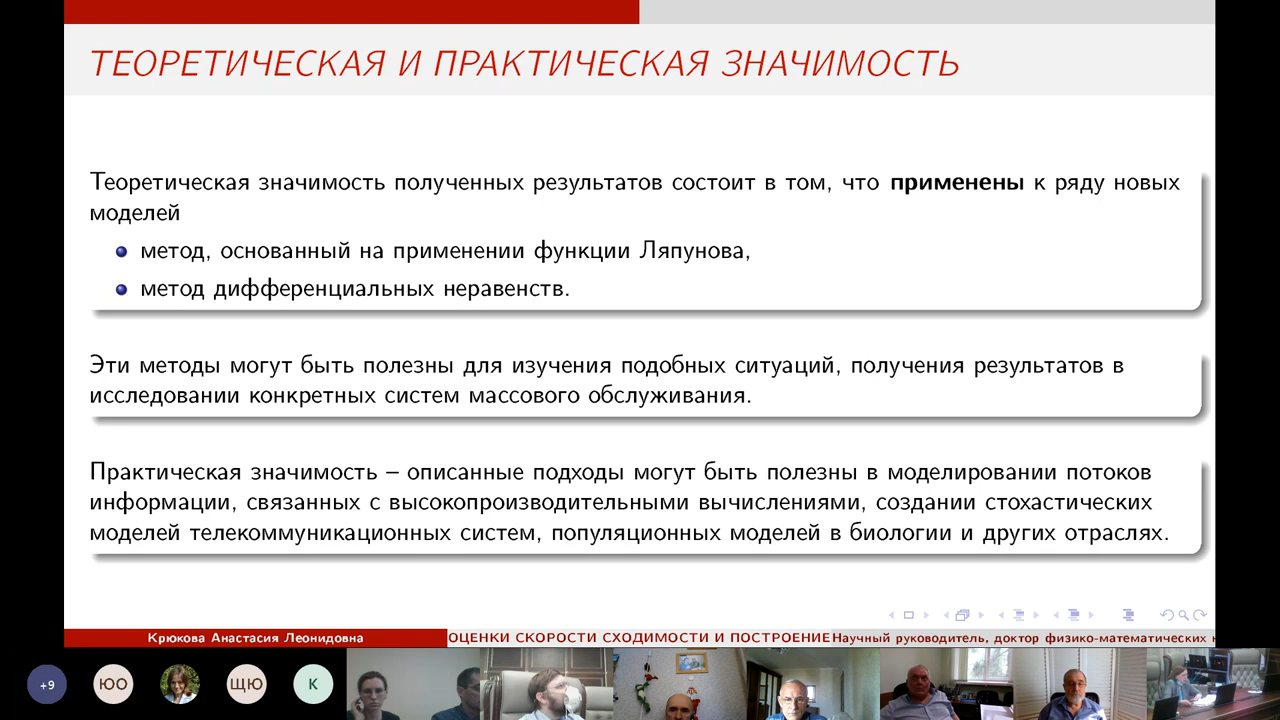 ТЕОРЕТИЧЕСКАЯ И ПРАКТИЧЕСКАЯ ЗНАЧИМОСТЬ
Теоретическая значимость полученных результатов состоит в том, что применены к ряду новых
моделей
метод, основанный на применении функции Ляпунова,
метод дифференциальных неравенств.
Эти методы могут быть полезны для изучения подобных ситуаций, получения результатов в
исследовании конкретных систем массового обслуживания.
Практическая значимость – описанные подходы могут быть полезны в моделировании потоков
информации, связанных с высокопроизводительными вычислениями, создании стохастических
моделей телекоммуникационных систем, популяционных моделей в биологии и других отраслях.
Крюкова Анастасия Леонидовна ОЦЕНКИ СКОРОСТИ СХОДИМОСТИ И ПОСТРОЕНИЕ Научный руководитель, доктор физико-математических
+9 ЮО ЩЮ К